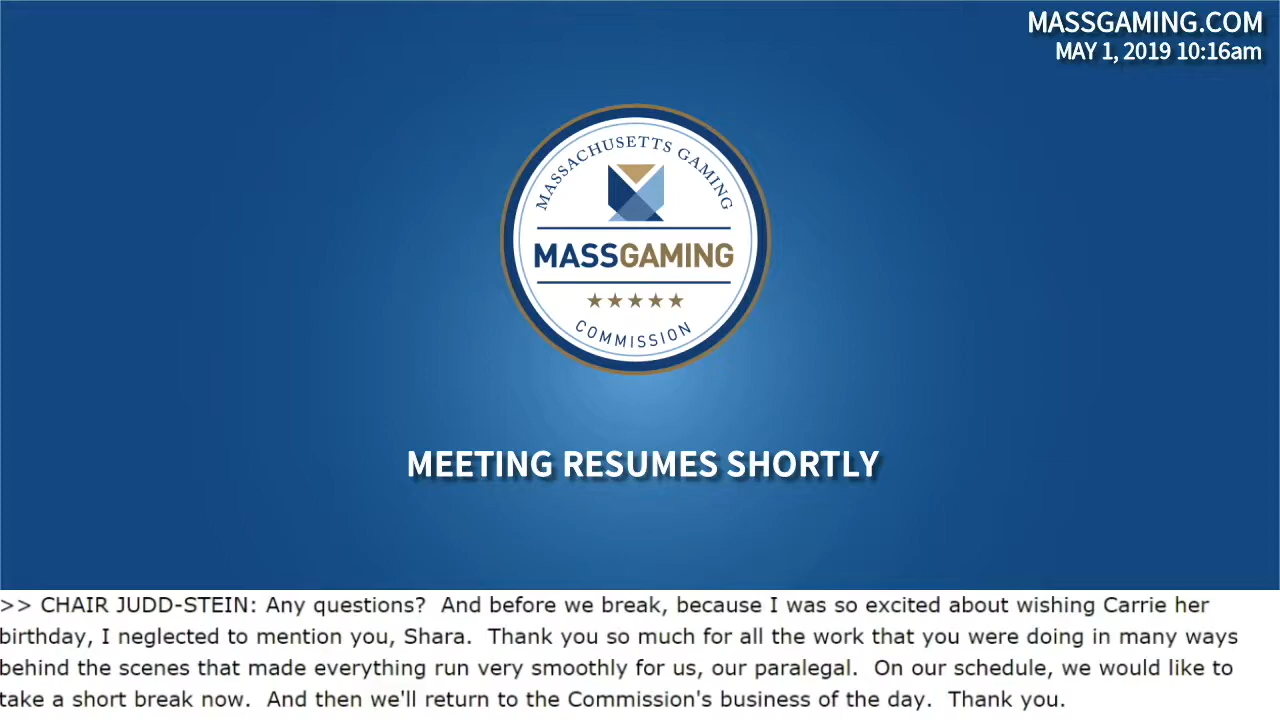 MASSGAMING.COM
MAY 1, 2019 10:16am
MASSACHUSETTS GAMING
MASSGAMING
COMMISSION
MEETING RESUMES SHORTLY
>> CHAIR JUDD-STEIN: Any questions?  And before we break, because I was so excited about wishing Carrie her
birthday, I neglected to mention you, Shara.  Thank you so much for all the work that you were doing in many ways
behind the scenes that made everything run very smoothly for us, our paralegal.  On our schedule, we would like to
take a short break now.  And then we'll return to the Commission's business of the day.  Thank you.